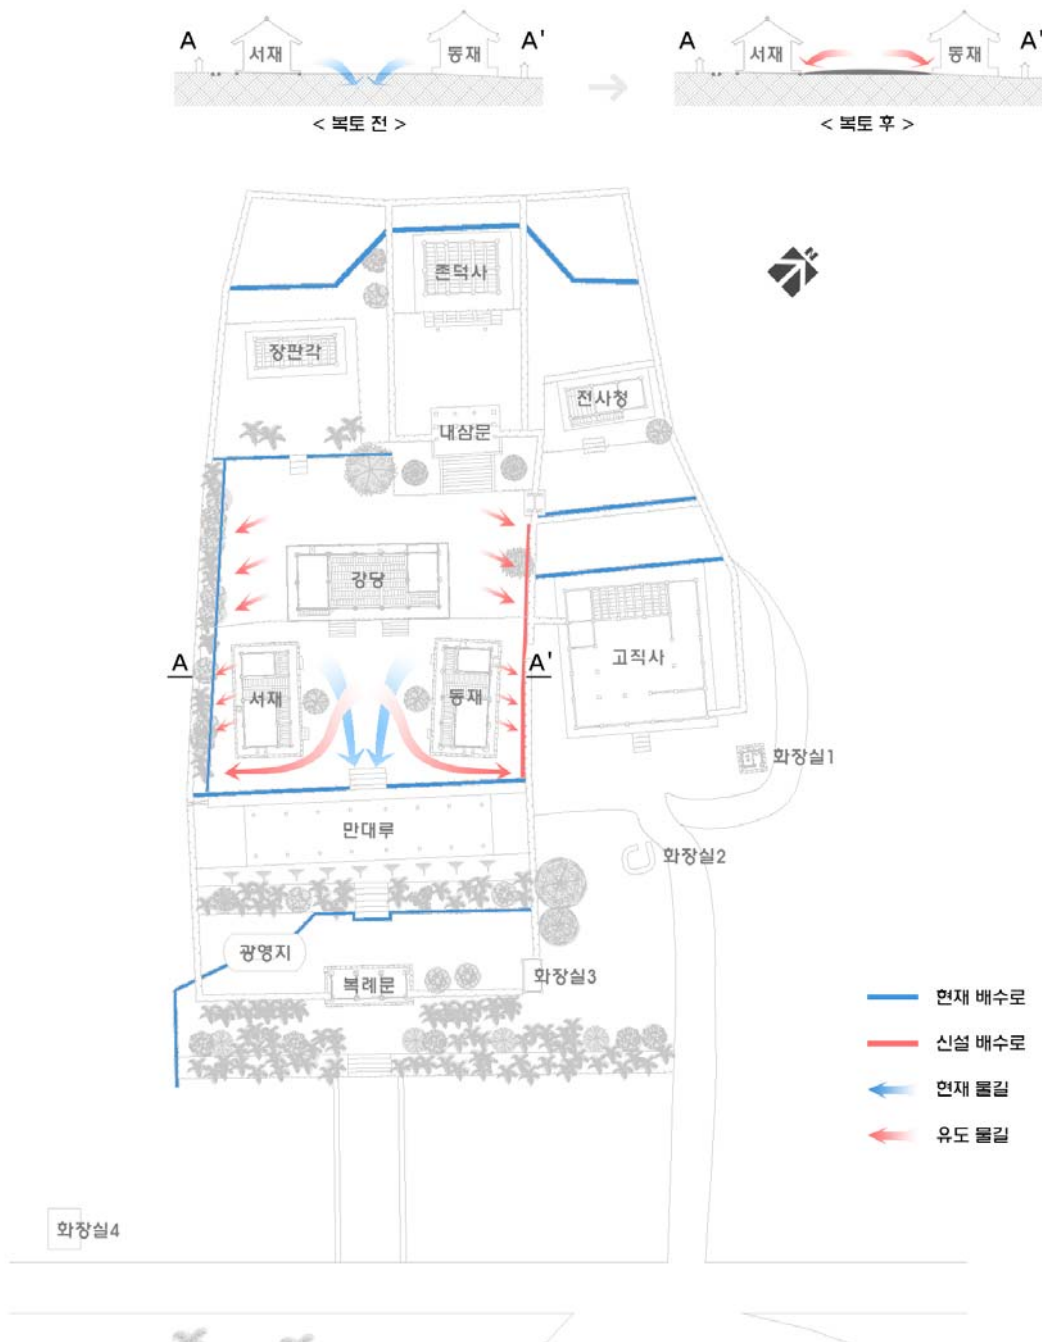 A
서재
동재
A'
< 복토 전 >
A
서재
동재
A'
< 복토 후 >
N
존덕사
장판각
전사청
내삼문
강당
A
A'
서재
동재
고직사
화장실1
만대루
화장실2
광영지
복례문
화장실3
현재 배수로
신설 배수로
현재 물길
유도 물길
화장실4